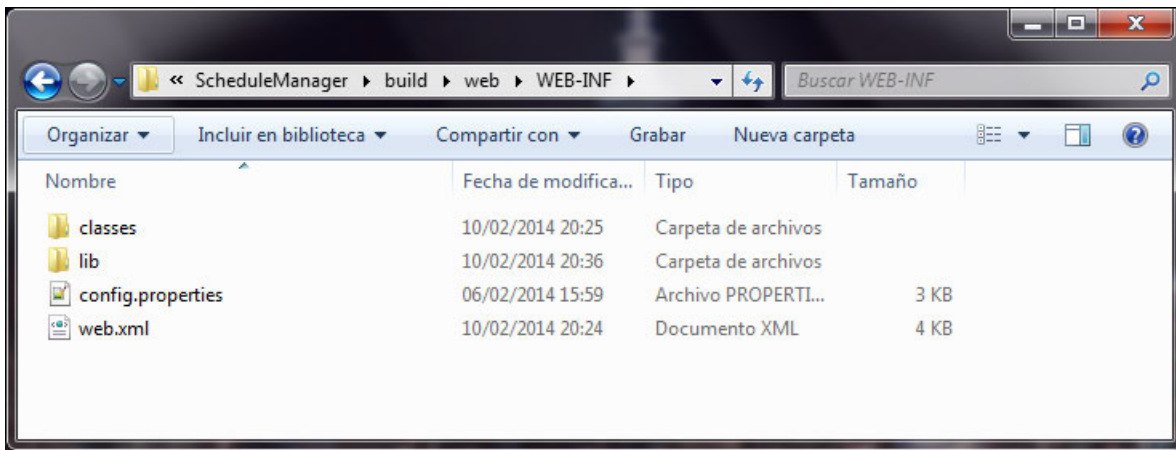 « ScheduleManager build web WEB-INF Buscar WEB-INF
Organizar Incluir en biblioteca Compartir con Grabar Nueva carpeta
Nombre Fecha de modifica... Tipo Tamaño
classes 10/02/2014 20:25 Carpeta de archivos
lib 10/02/2014 20:36 Carpeta de archivos
config.properties 06/02/2014 15:59 Archivo PROPERTI... 3 KB
web.xml 10/02/2014 20:24 Documento XML 4 KB